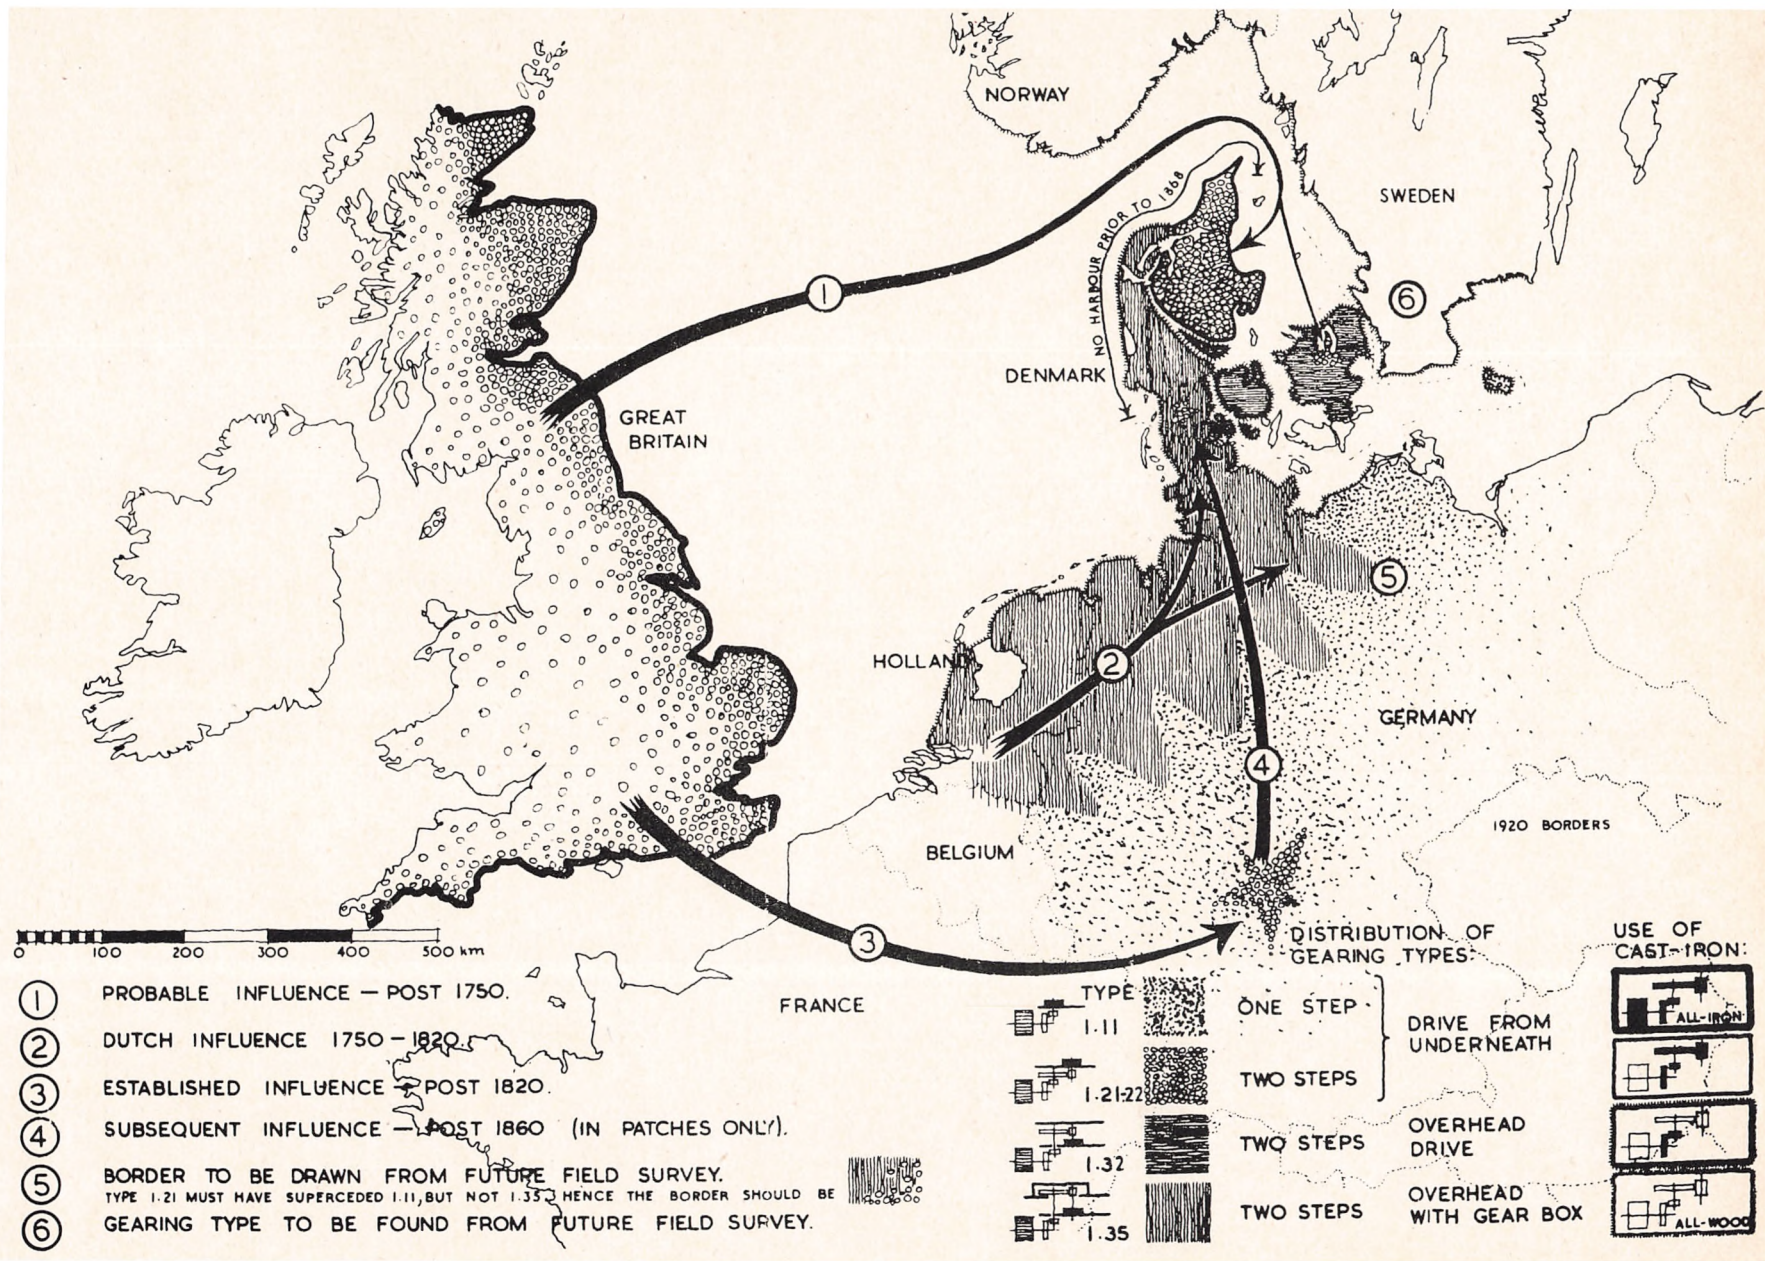 NORWAY
SWEDEN
NO HARBOUR PRIOR TO 1868
1
6
DENMARK
GREAT
BRITAIN
5
HOLLAND
2
GERMANY
4
1920 BORDERS
BELGIUM
3
0 100 200 300 400 500 km
FRANCE
1 PROBABLE INFLUENCE — POST 1750.
2 DUTCH INFLUENCE 1750 – 1820.
3 ESTABLISHED INFLUENCE — POST 1820.
4 SUBSEQUENT INFLUENCE — POST 1860 (IN PATCHES ONLY).
5 BORDER TO BE DRAWN FROM FUTURE FIELD SURVEY.
TYPE 1.21 MUST HAVE SUPERCEDED 1.11, BUT NOT 1.35 ; HENCE THE BORDER SHOULD BE
6 GEARING TYPE TO BE FOUND FROM FUTURE FIELD SURVEY.
DISTRIBUTION OF
GEARING TYPES:
TYPE
1.11 ONE STEP
1.21-22 TWO STEPS
DRIVE FROM
UNDERNEATH
1.32 TWO STEPS
OVERHEAD
DRIVE
1.35 TWO STEPS
OVERHEAD
WITH GEAR BOX
USE OF
CAST-IRON:
ALL-IRON
ALL-WOOD